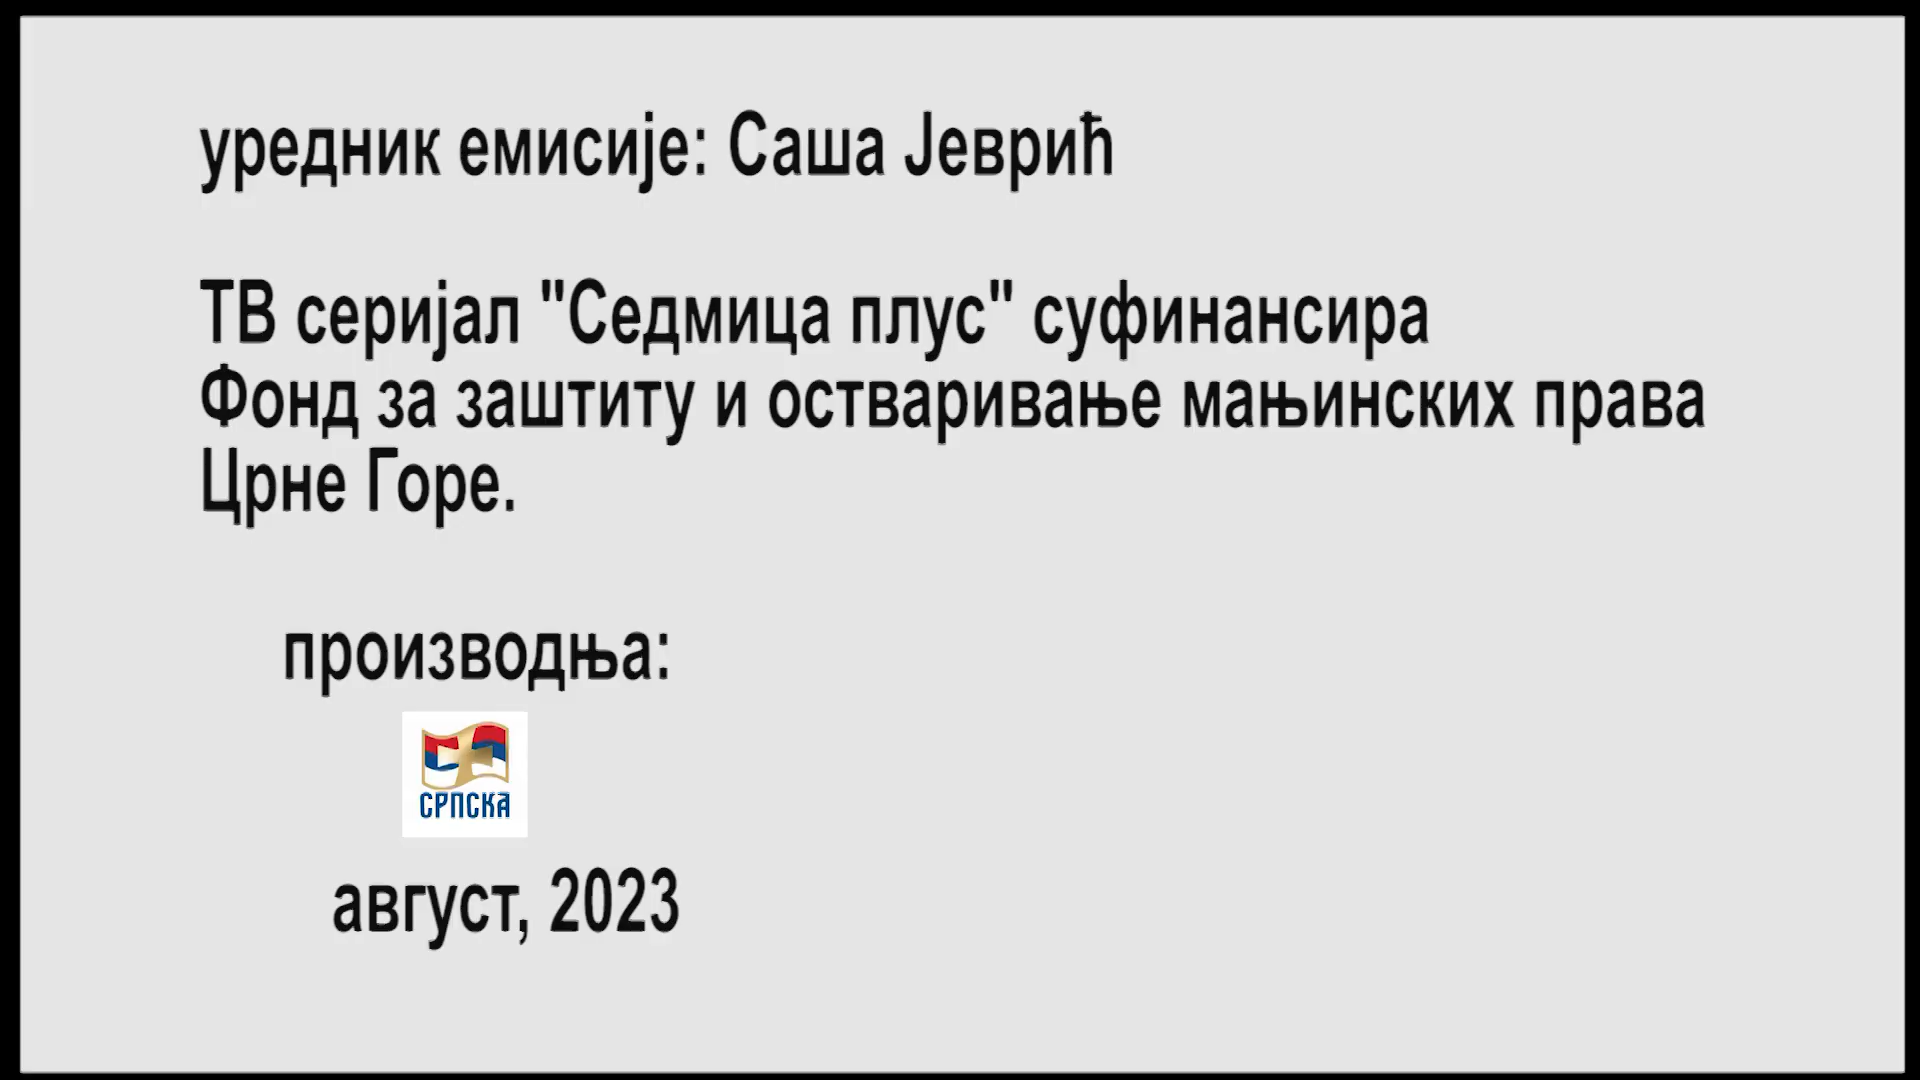 уредник емисије: Саша Јеврић
ТВ серијал "Седмица плус" суфинансира
Фонд за заштиту и остваривање мањинских права
Црне Горе.
производња:
СРПСКА
август, 2023